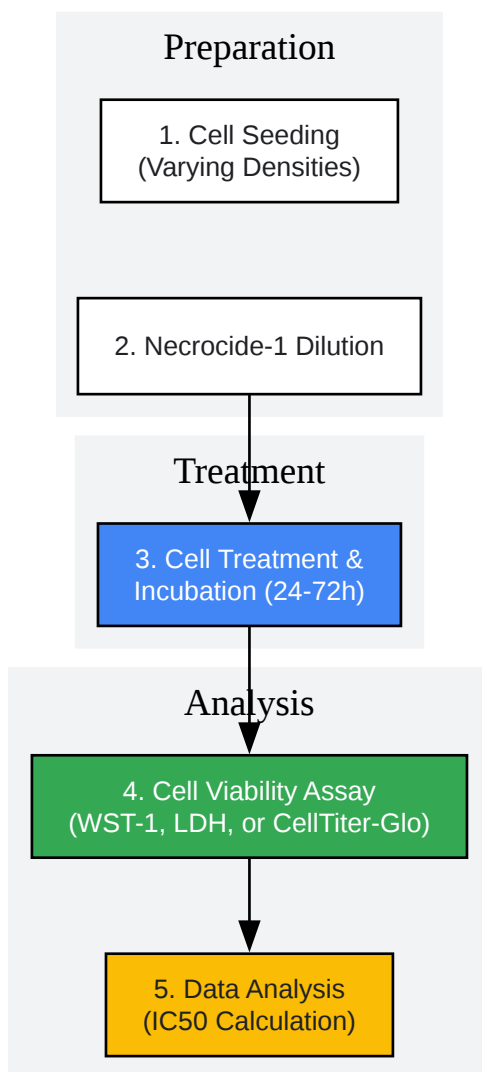 Preparation
1. Cell Seeding
(Varying Densities)
2. Necrocide-1 Dilution
Treatment
3. Cell Treatment &
Incubation (24-72h)
Analysis
4. Cell Viability Assay
(WST-1, LDH, or CellTiter-Glo)
5. Data Analysis
(IC50 Calculation)